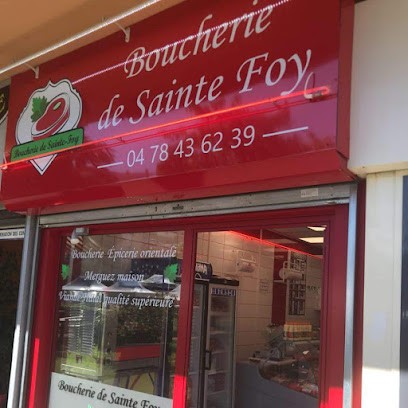 Boucherie
de Sainte Foy
04 78 43 62 39
Boucherie de Sainte-Foy
Boucherie Epicerie orientale
Merguez maison
Viande halal qualité supérieure
Boucherie de Sainte Foy